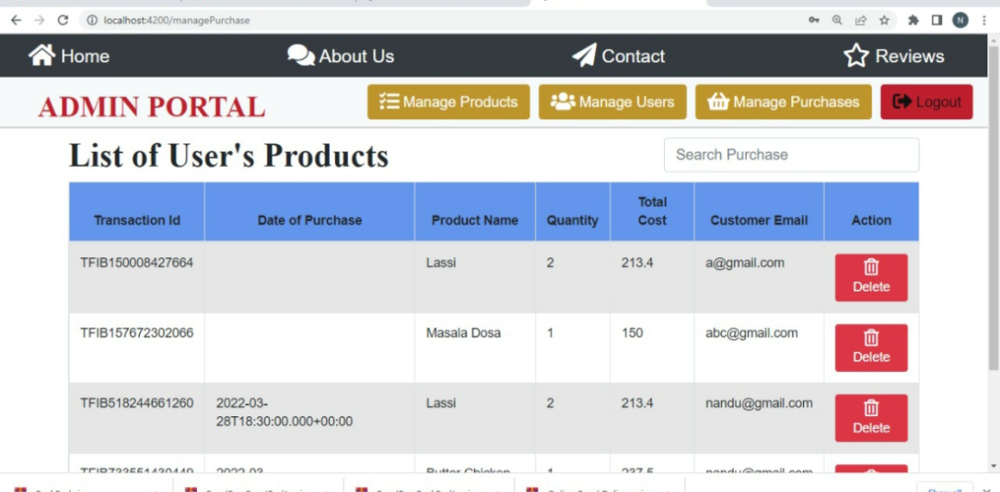 localhost:4200/managePurchase
N
Home About Us Contact Reviews
ADMIN PORTAL Manage Products Manage Users Manage Purchases Logout
List of User's Products Search Purchase
Total
Transaction Id Date of Purchase Product Name Quantity Cost Customer Email Action
TFIB150008427664 Lassi 2 213.4 a@gmail.com
Delete
TFIB157672302066 Masala Dosa 1 150 abc@gmail.com
Delete
TFIB518244661260 2022-03- Lassi 2 213.4 nandu@gmail.com
28T18:30:00.000+00:00
Delete
TFIB733551430449 2022-03- Butter Chicken 1 237.5 nandu@gmail.com
Show all